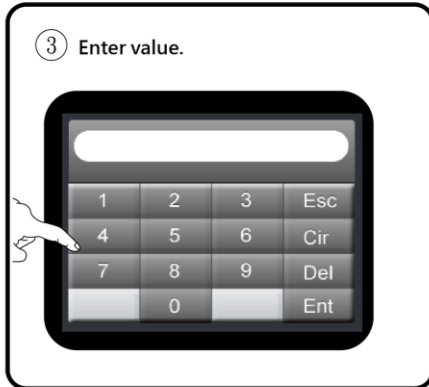 ③ Enter value.
1 2 3 Esc
4 5 6 Cir
7 8 9 Del
0 Ent